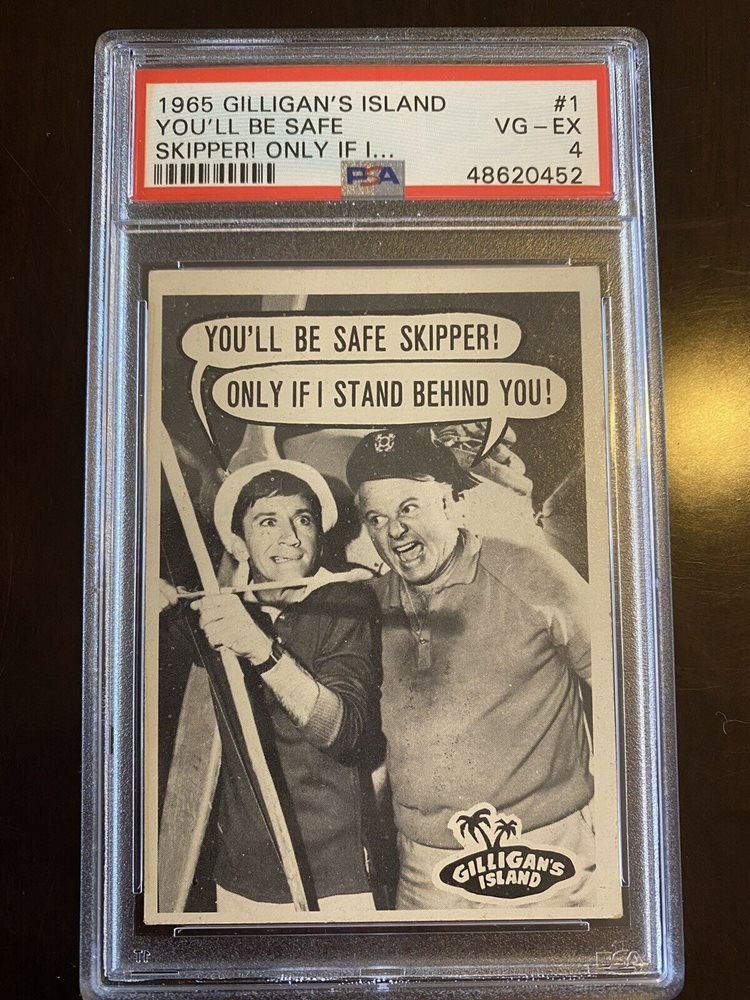 1965 GILLIGAN'S ISLAND #1
YOU'LL BE SAFE VG-EX
SKIPPER! ONLY IF I... 4
PSA 48620452
YOU'LL BE SAFE SKIPPER!
ONLY IF I STAND BEHIND YOU!
GILLIGAN'S
ISLAND
PSA